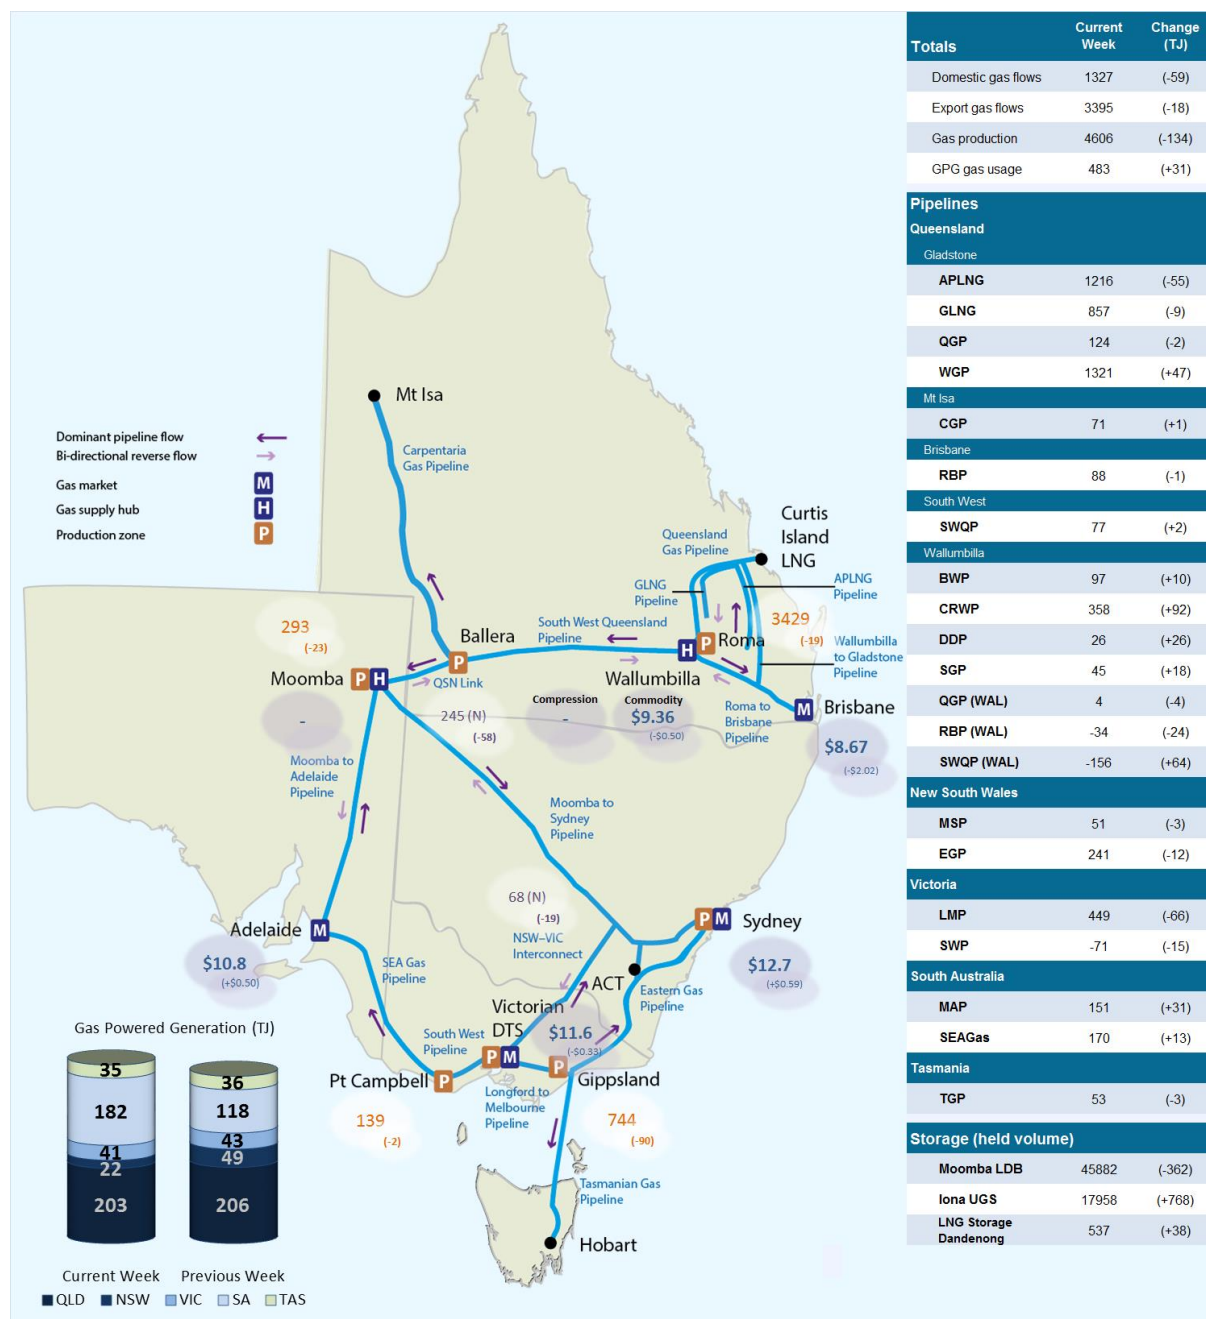 Mt Isa
Dominant pipeline flow
Bi-directional reverse flow
Gas market
M
Gas supply hub
H
Production zone
P
Carpentaria
Gas Pipeline
Curtis
Island
LNG
Queensland
Gas Pipeline
GLNG
Pipeline
APLNG
Pipeline
3429
(-19)
293
(-23)
Ballera
P
South West Queensland
Pipeline
H
P
Roma
Wallumbilla
to Gladstone
Pipeline
Moomba
P
H
QSN Link
Wallumbilla
-
245 (N)
(-58)
Compression
-
Commodity
$9.36
(-$0.50)
Roma to
Brisbane
Pipeline
M
Brisbane
$8.67
(-$2.02)
Moomba to
Adelaide
Pipeline
Moomba to
Sydney
Pipeline
68 (N)
(-19)
NSW–VIC
Interconnect
P
M
Sydney
$12.7
(+$0.59)
Adelaide
M
$10.8
(+$0.50)
SEA Gas
Pipeline
ACT
Eastern Gas
Pipeline
Victorian
DTS
$11.6
(-$0.33)
South West
Pipeline
P
M
P
Gippsland
Pt Campbell
P
139
(-2)
Longford to
Melbourne
Pipeline
744
(-90)
Tasmanian Gas
Pipeline
Hobart
Gas Powered Generation (TJ)
35
182
41
22
203
36
118
43
49
206
Current Week
Previous Week
QLD NSW VIC SA TAS
Totals Current Week Change (TJ)
Domestic gas flows 1327 (-59)
Export gas flows 3395 (-18)
Gas production 4606 (-134)
GPG gas usage 483 (+31)
Pipelines
Queensland
Gladstone
APLNG 1216 (-55)
GLNG 857 (-9)
QGP 124 (-2)
WGP 1321 (+47)
Mt Isa
CGP 71 (+1)
Brisbane
RBP 88 (-1)
South West
SWQP 77 (+2)
Wallumbilla
BWP 97 (+10)
CRWP 358 (+92)
DDP 26 (+26)
SGP 45 (+18)
QGP (WAL) 4 (-4)
RBP (WAL) -34 (-24)
SWQP (WAL) -156 (+64)
New South Wales
MSP 51 (-3)
EGP 241 (-12)
Victoria
LMP 449 (-66)
SWP -71 (-15)
South Australia
MAP 151 (+31)
SEAGas 170 (+13)
Tasmania
TGP 53 (-3)
Storage (held volume)
Moomba LDB 45882 (-362)
Iona UGS 17958 (+768)
LNG Storage
Dandenong 537 (+38)